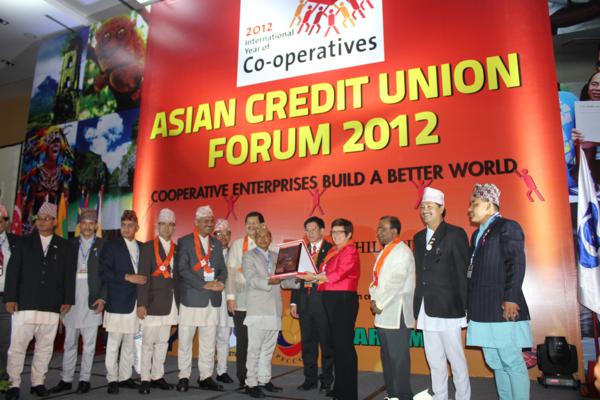 2012
International
Year of
Co-operatives
ASIAN CREDIT UNION
FORUM 2012
COOPERATIVE ENTERPRISES BUILD A BETTER WORLD